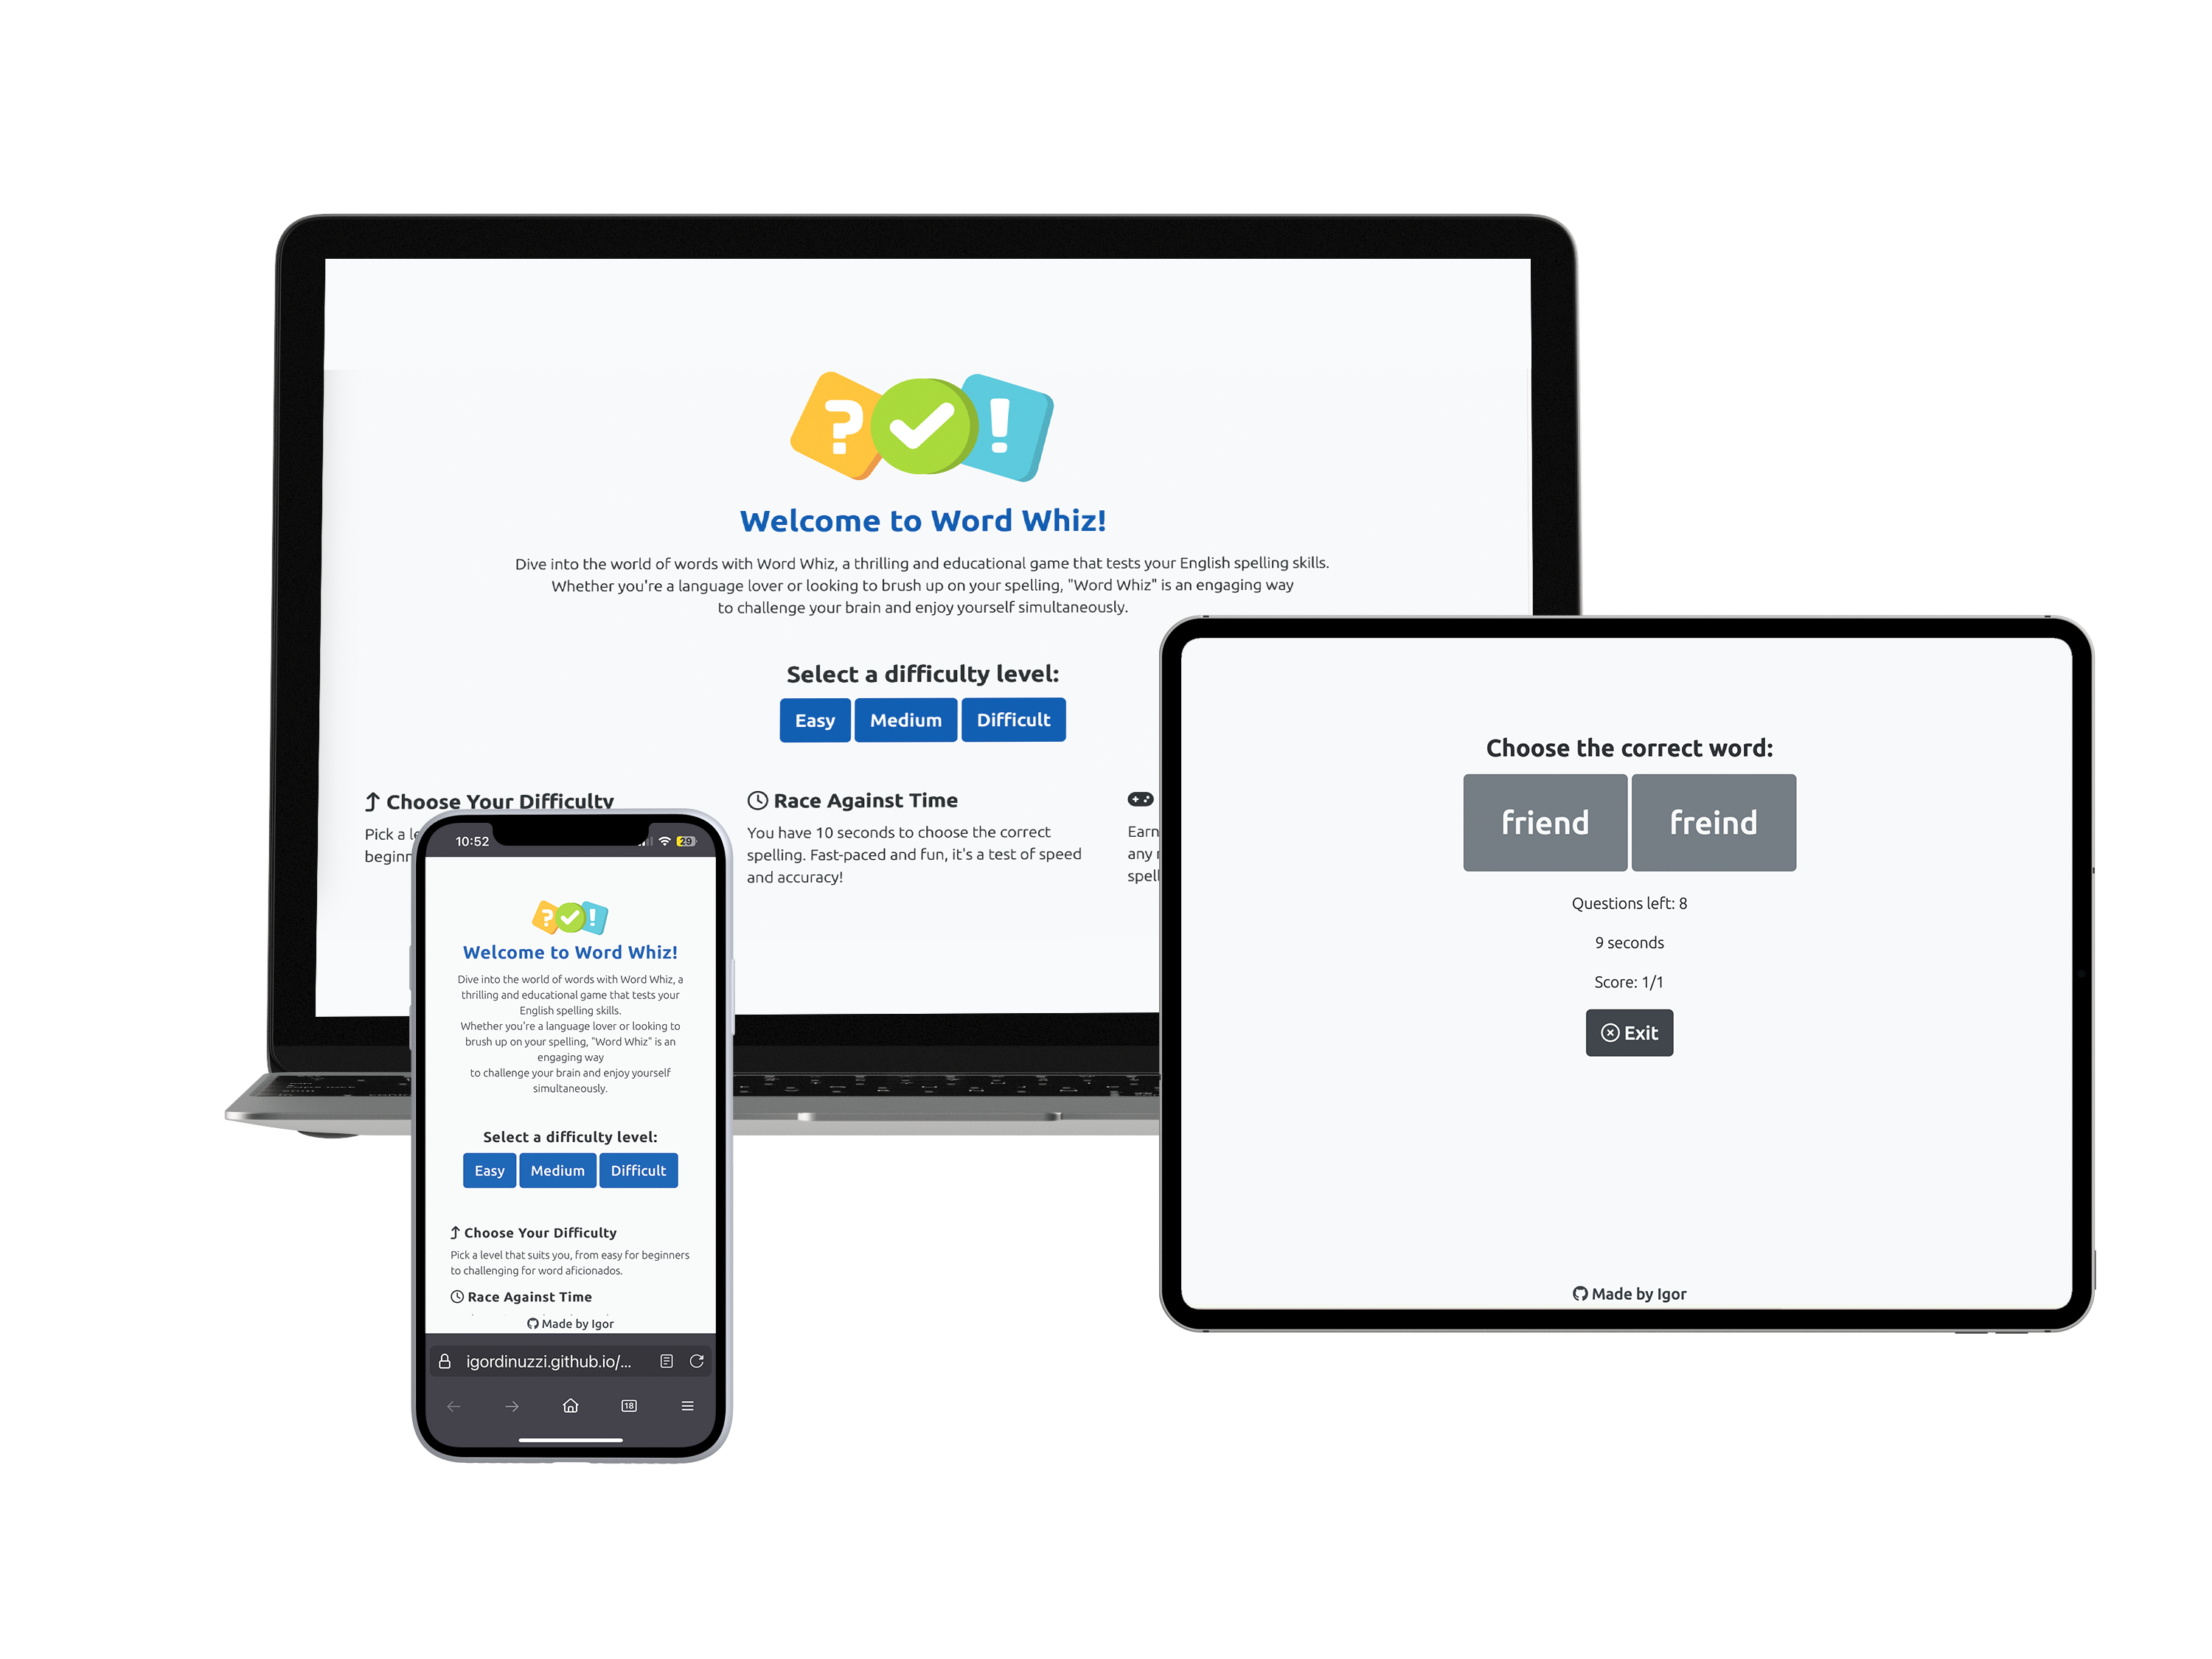 ? !
Welcome to Word Whiz!
Dive into the world of words with Word Whiz, a thrilling and educational game that tests your English spelling skills.
Whether you're a language lover or looking to brush up on your spelling, "Word Whiz" is an engaging way
to challenge your brain and enjoy yourself simultaneously.
Select a difficulty level:
Easy Medium Difficult
Choose Your Difficulty
Pick a
Race Against Time
You have 10 seconds to choose the correct
spelling. Fast-paced and fun, it's a test of speed
and accuracy!
Earn
any
10:52 29
? !
Welcome to Word Whiz!
Dive into the world of words with Word Whiz, a
thrilling and educational game that tests your
English spelling skills.
Whether you're a language lover or looking to
brush up on your spelling, "Word Whiz" is an
engaging way
to challenge your brain and enjoy yourself
simultaneously.
Select a difficulty level:
Easy Medium Difficult
Choose Your Difficulty
Pick a level that suits you, from easy for beginners
to challenging for word aficionados.
Race Against Time
Made by Igor
igordinuzzi.github.io/...
18
Choose the correct word:
friend freind
Questions left: 8
9 seconds
Score: 1/1
Exit
Made by Igor